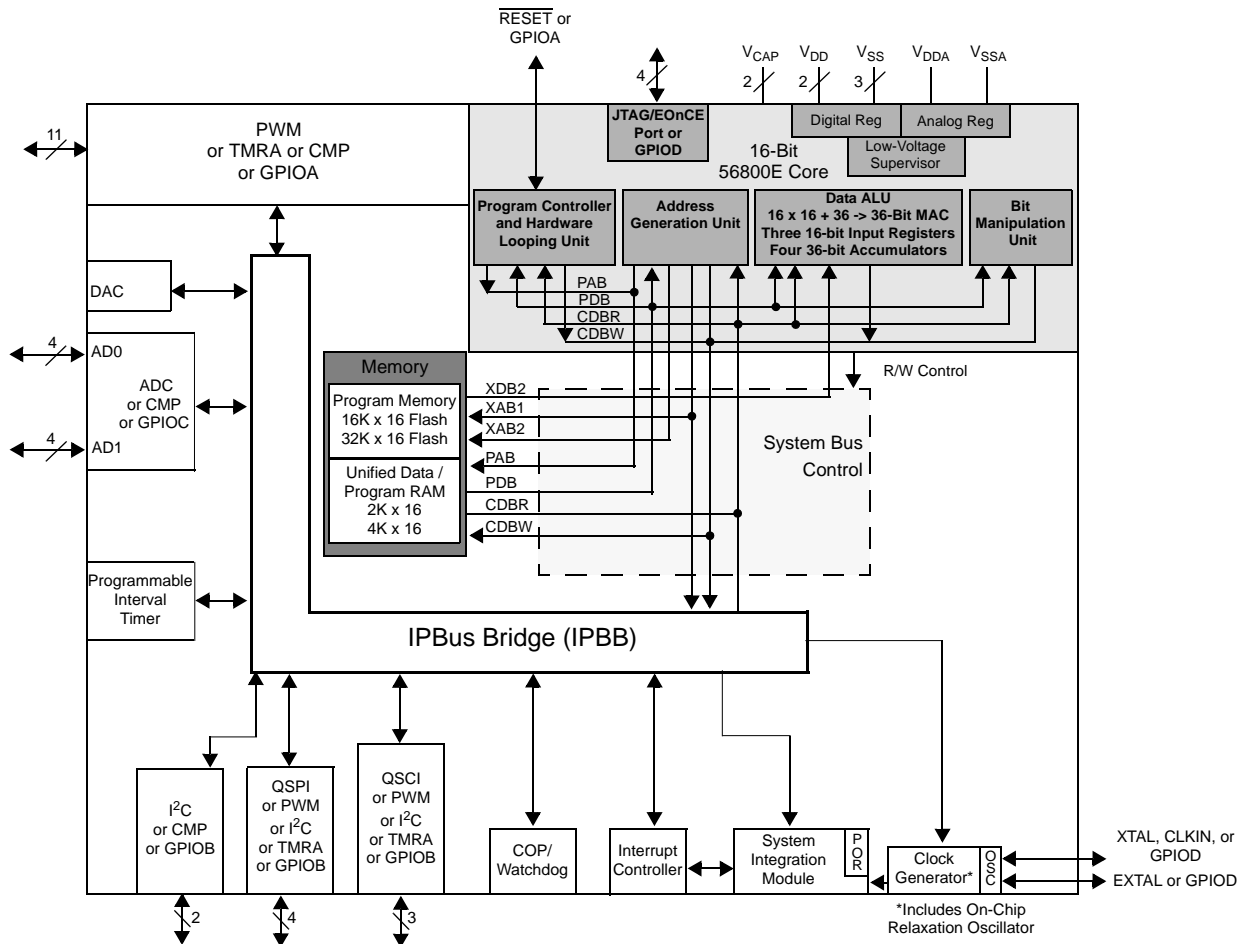 RESET or
GPIOA
4
VCAP
VDD
VSS
VDDA
VSSA
2
2
3
11
PWM
or TMRA or CMP
or GPIOA
JTAG/EOnCE
Port or
GPIOD
Digital Reg
Analog Reg
Low-Voltage
Supervisor
16-Bit
56800E Core
Program Controller
and Hardware
Looping Unit
Address
Generation Unit
Data ALU
16 x 16 + 36 -> 36-Bit MAC
Three 16-bit Input Registers
Four 36-bit Accumulators
Bit
Manipulation
Unit
PAB
PDB
CDBR
CDBW
DAC
4
AD0
ADC
or CMP
or GPIOC
4
AD1
Memory
Program Memory
16K x 16 Flash
32K x 16 Flash
Unified Data /
Program RAM
2K x 16
4K x 16
XDB2
XAB1
XAB2
PAB
PDB
CDBR
CDBW
R/W Control
System Bus
Control
Programmable
Interval
Timer
IPBus Bridge (IPBB)
I2C
or CMP
or GPIOB
2
QSPI
or PWM
or I2C
or TMRA
or GPIOB
4
QSCI
or PWM
or I2C
or TMRA
or GPIOB
3
COP/
Watchdog
Interrupt
Controller
System
Integration
Module
POR
Clock
Generator*
OSC
XTAL, CLKIN, or
GPIOD
EXTAL or GPIOD
*Includes On-Chip
Relaxation Oscillator